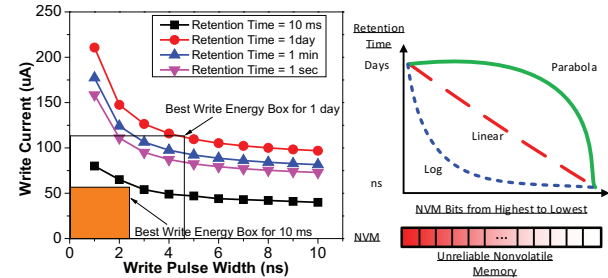 Write Current (uA)
250
200
150
100
50
0
Retention Time = 10 ms
Retention Time = 1day
Retention Time = 1 min
Retention Time = 1 sec
Best Write Energy Box for 1 day
Best Write Energy Box for 10 ms
0 2 4 6 8 10
Write Pulse Width (ns)
Retention
Time
Days
Parabola
Linear
Log
ns
NVM Bits from Highest to Lowest
NVM
...
Unreliable Nonvolatile
Memory